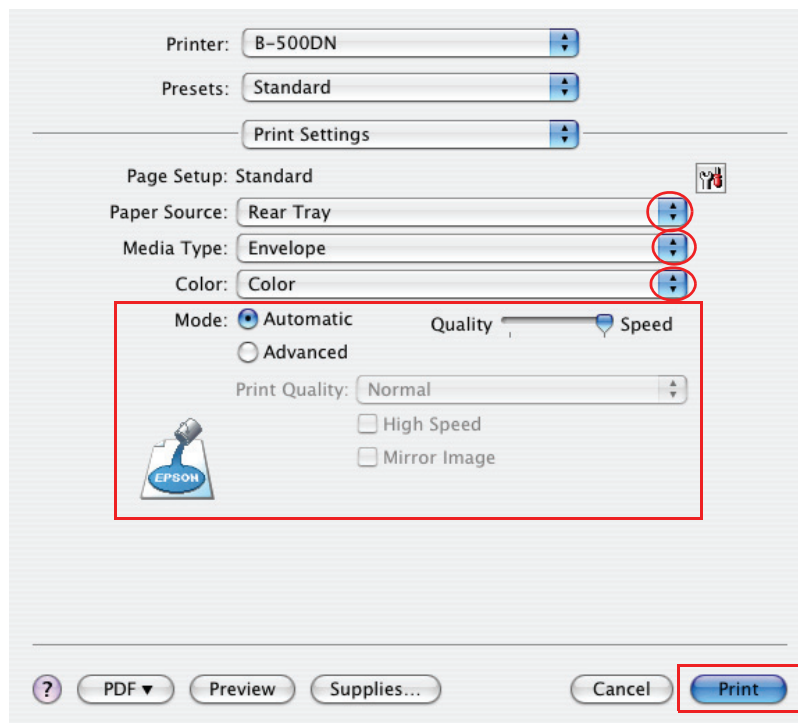 Printer: B-500DN
Presets: Standard
Print Settings
Page Setup: Standard
Paper Source: Rear Tray
Media Type: Envelope
Color: Color
Mode: Automatic Quality Speed
Advanced
Print Quality: Normal
High Speed
Mirror Image
EPSON
? PDF ▼ Preview Supplies... Cancel Print